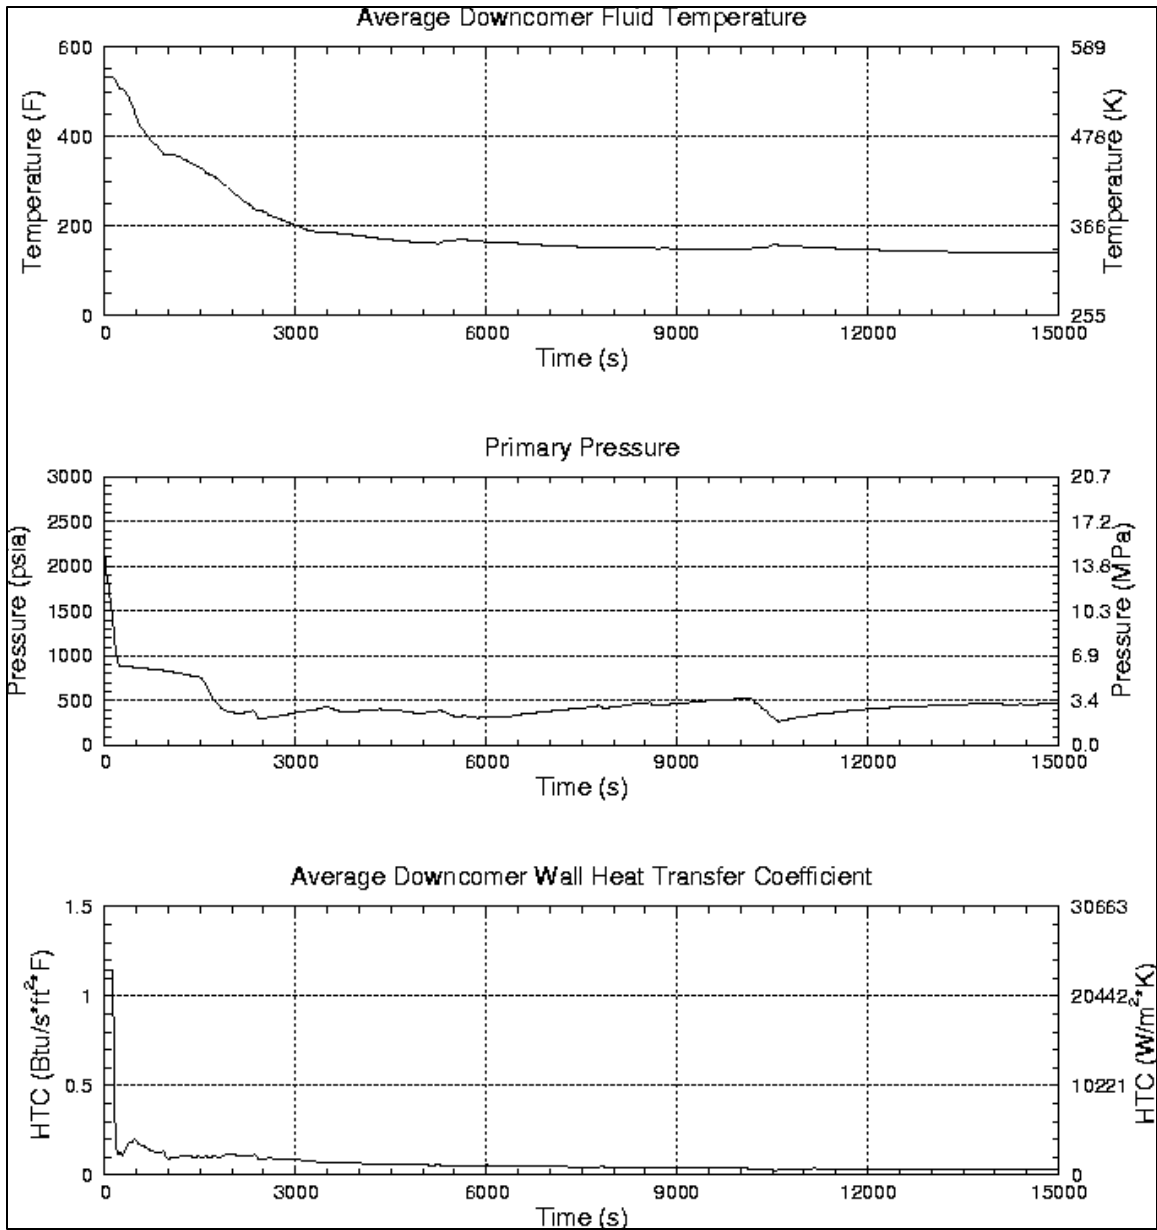 Average Downcomer Fluid Temperature
600 589
400 478
200 366
0 255
Temperature (F)
Temperature (K)
0 3000 6000 9000 12000 15000
Time (s)
Primary Pressure
3000 20.7
2500 17.2
2000 13.8
1500 10.3
1000 6.9
500 3.4
0 0.0
Pressure (psia)
Pressure (MPa)
0 3000 6000 9000 12000 15000
Time (s)
Average Downcomer Wall Heat Transfer Coefficient
1.5 30663
1 20442
0.5 10221
0 0
HTC (Btu/s*ft²*F)
HTC (W/m²*K)
0 3000 6000 9000 12000 15000
Time (s)